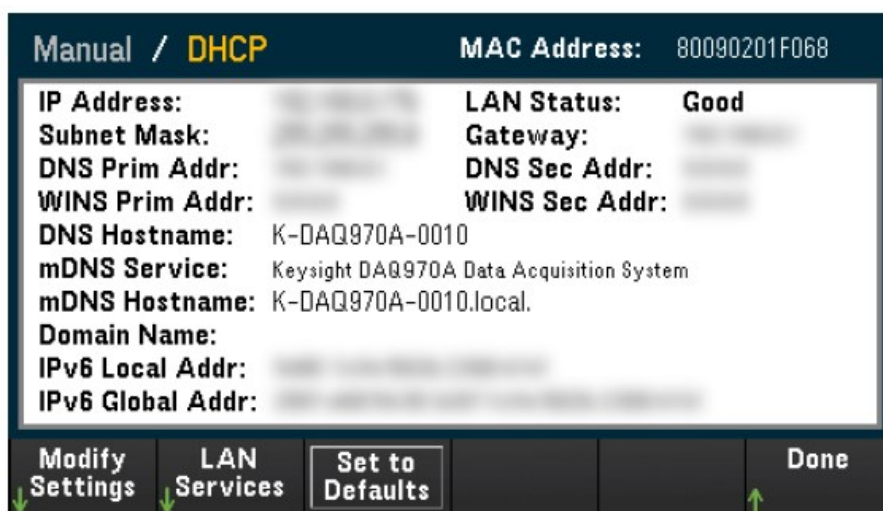 Manual / DHCP MAC Address: 80090201F068
IP Address: LAN Status: Good
Subnet Mask: Gateway:
DNS Prim Addr: DNS Sec Addr:
WINS Prim Addr: WINS Sec Addr:
DNS Hostname: K-DAQ970A-0010
mDNS Service: Keysight DAQ970A Data Acquisition System
mDNS Hostname: K-DAQ970A-0010.local.
Domain Name:
IPv6 Local Addr:
IPv6 Global Addr:
Modify Settings
LAN Services
Set to Defaults
Done